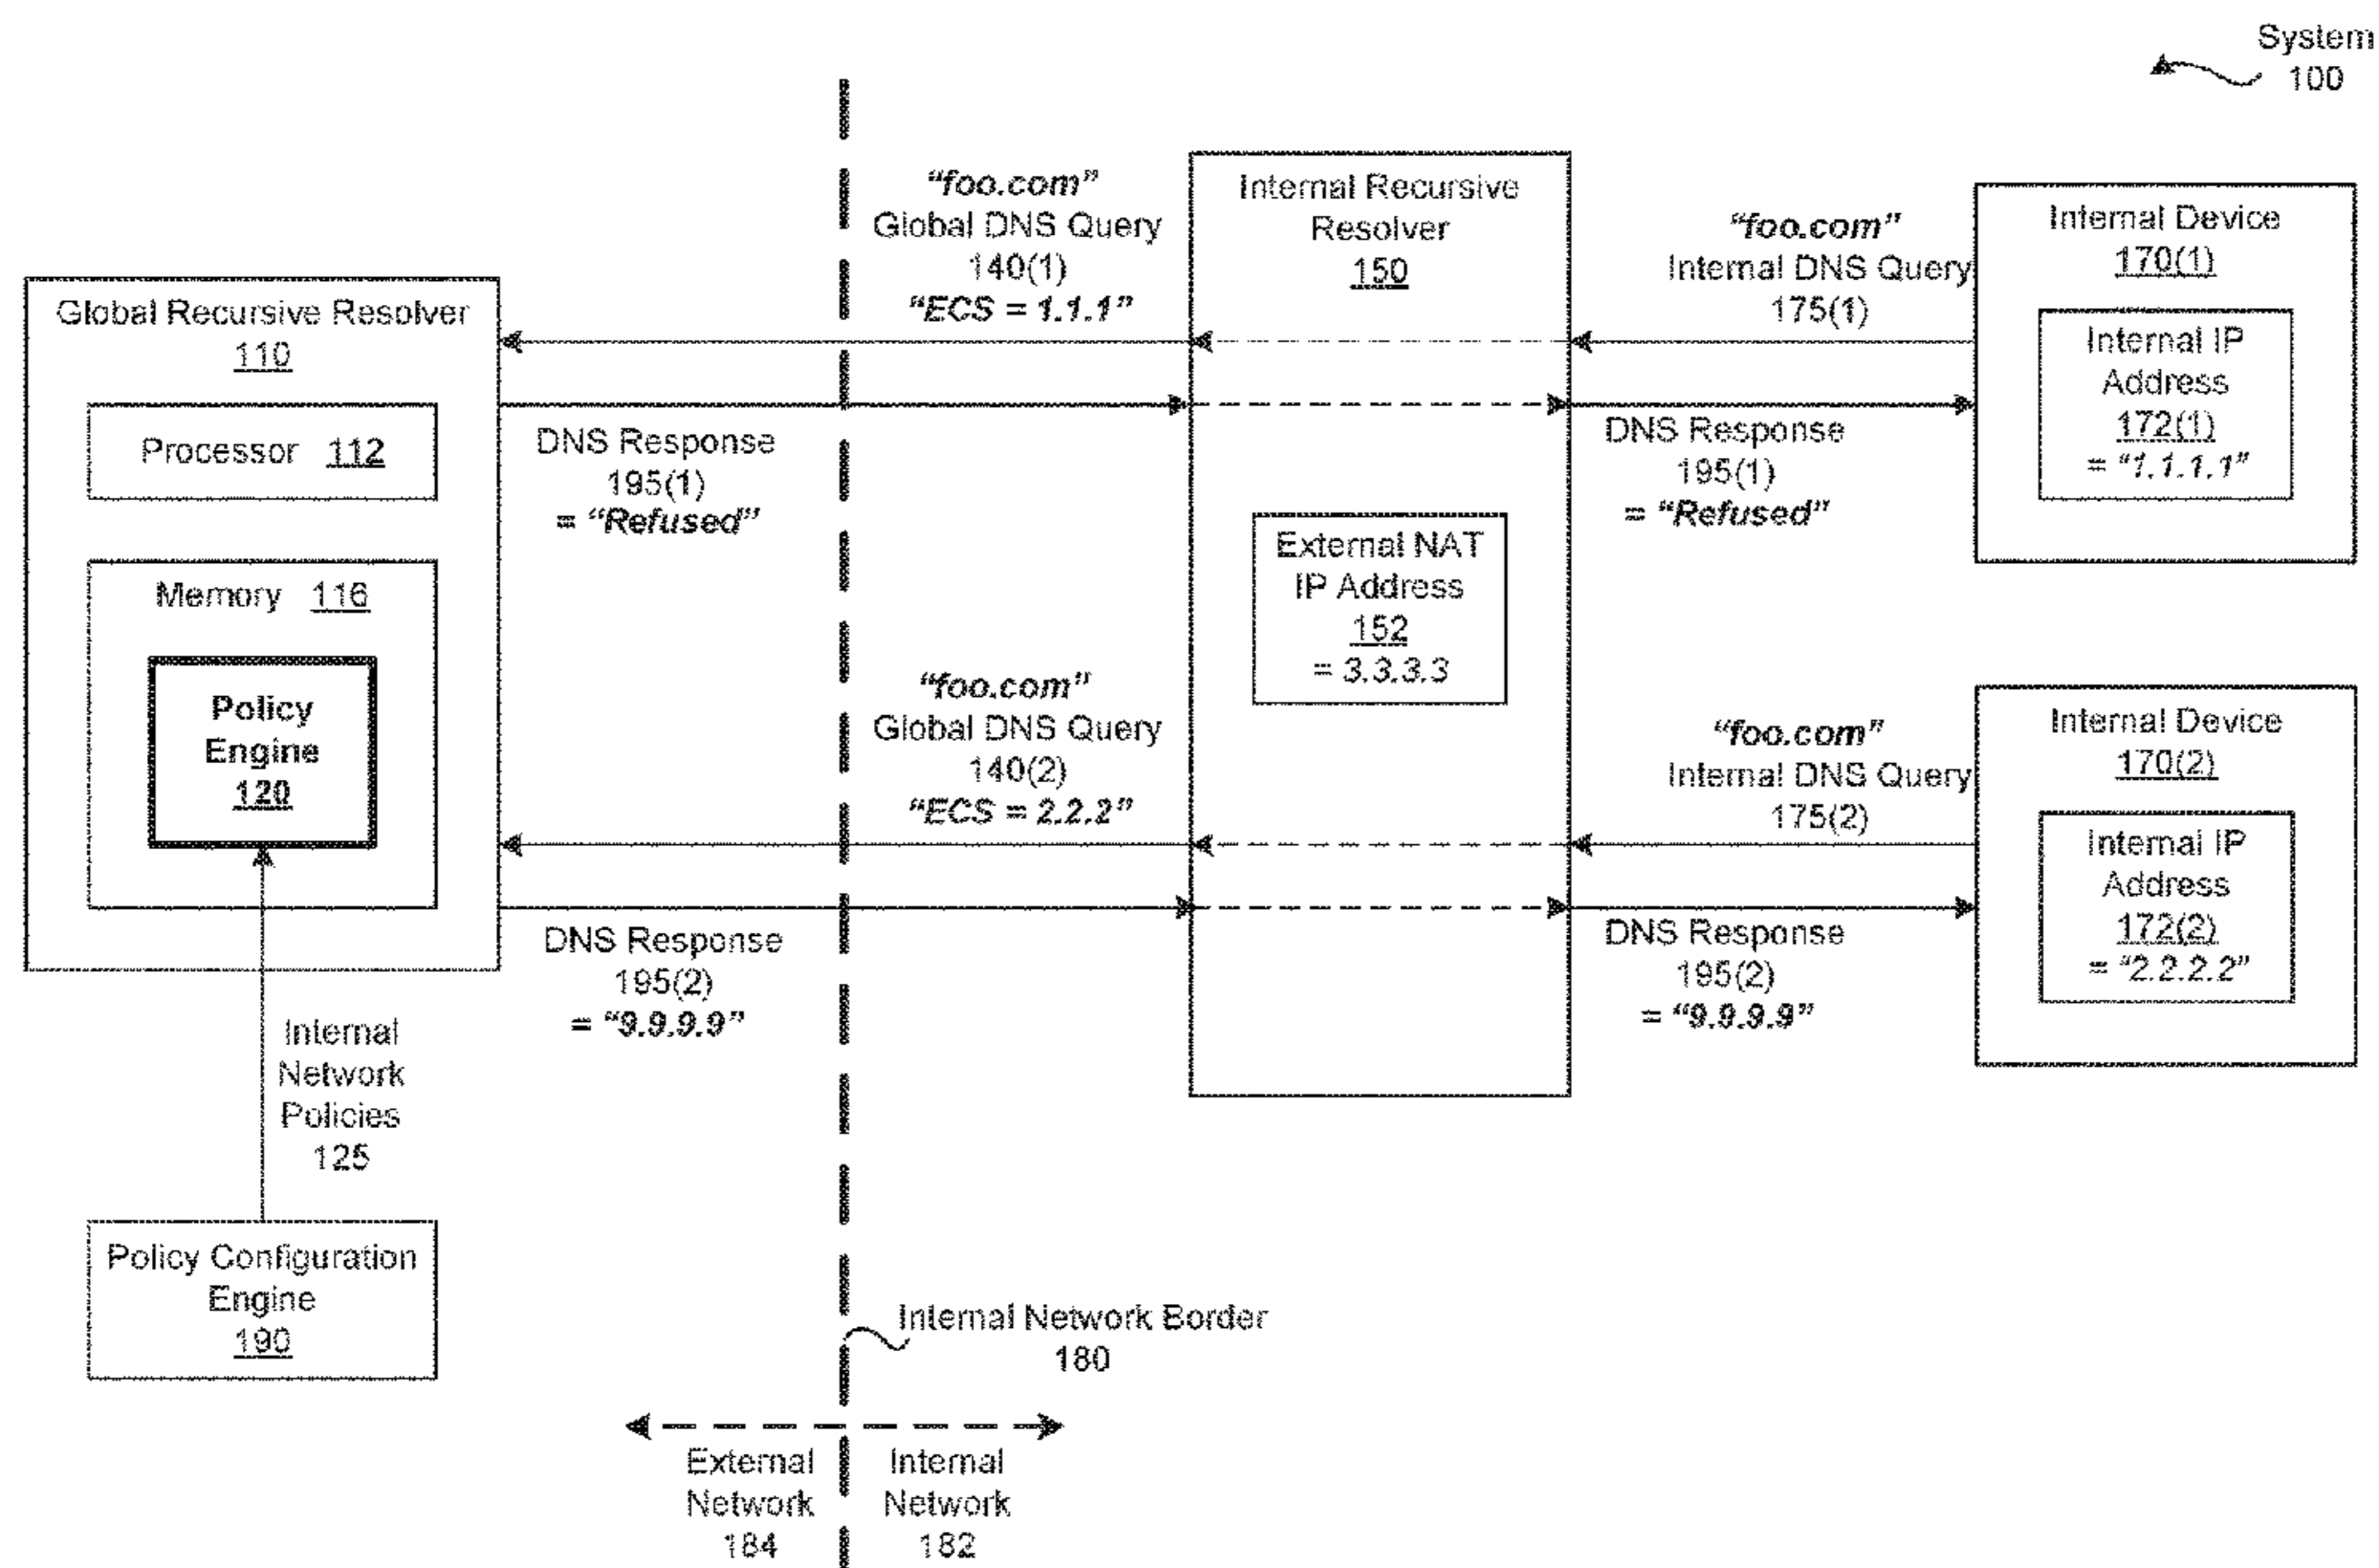 System
100
Global Recursive Resolver
110
Processor 112
Memory 116
Policy
Engine
120
Internal
Network
Policies
125
Policy Configuration
Engine
190
"foo.com"
Global DNS Query
140(1)
"ECS = 1.1.1"
DNS Response
195(1)
= "Refused"
"foo.com"
Global DNS Query
140(2)
"ECS = 2.2.2"
DNS Response
195(2)
= "9.9.9.9"
Internal Recursive
Resolver
150
External NAT
IP Address
152
= 3.3.3.3
"foo.com"
Internal DNS Query
175(1)
DNS Response
195(1)
= "Refused"
"foo.com"
Internal DNS Query
175(2)
DNS Response
195(2)
= "9.9.9.9"
Internal Device
170(1)
Internal IP
Address
172(1)
= "1.1.1.1"
Internal Device
170(2)
Internal IP
Address
172(2)
= "2.2.2.2"
Internal Network Border
180
External
Network
184
Internal
Network
182